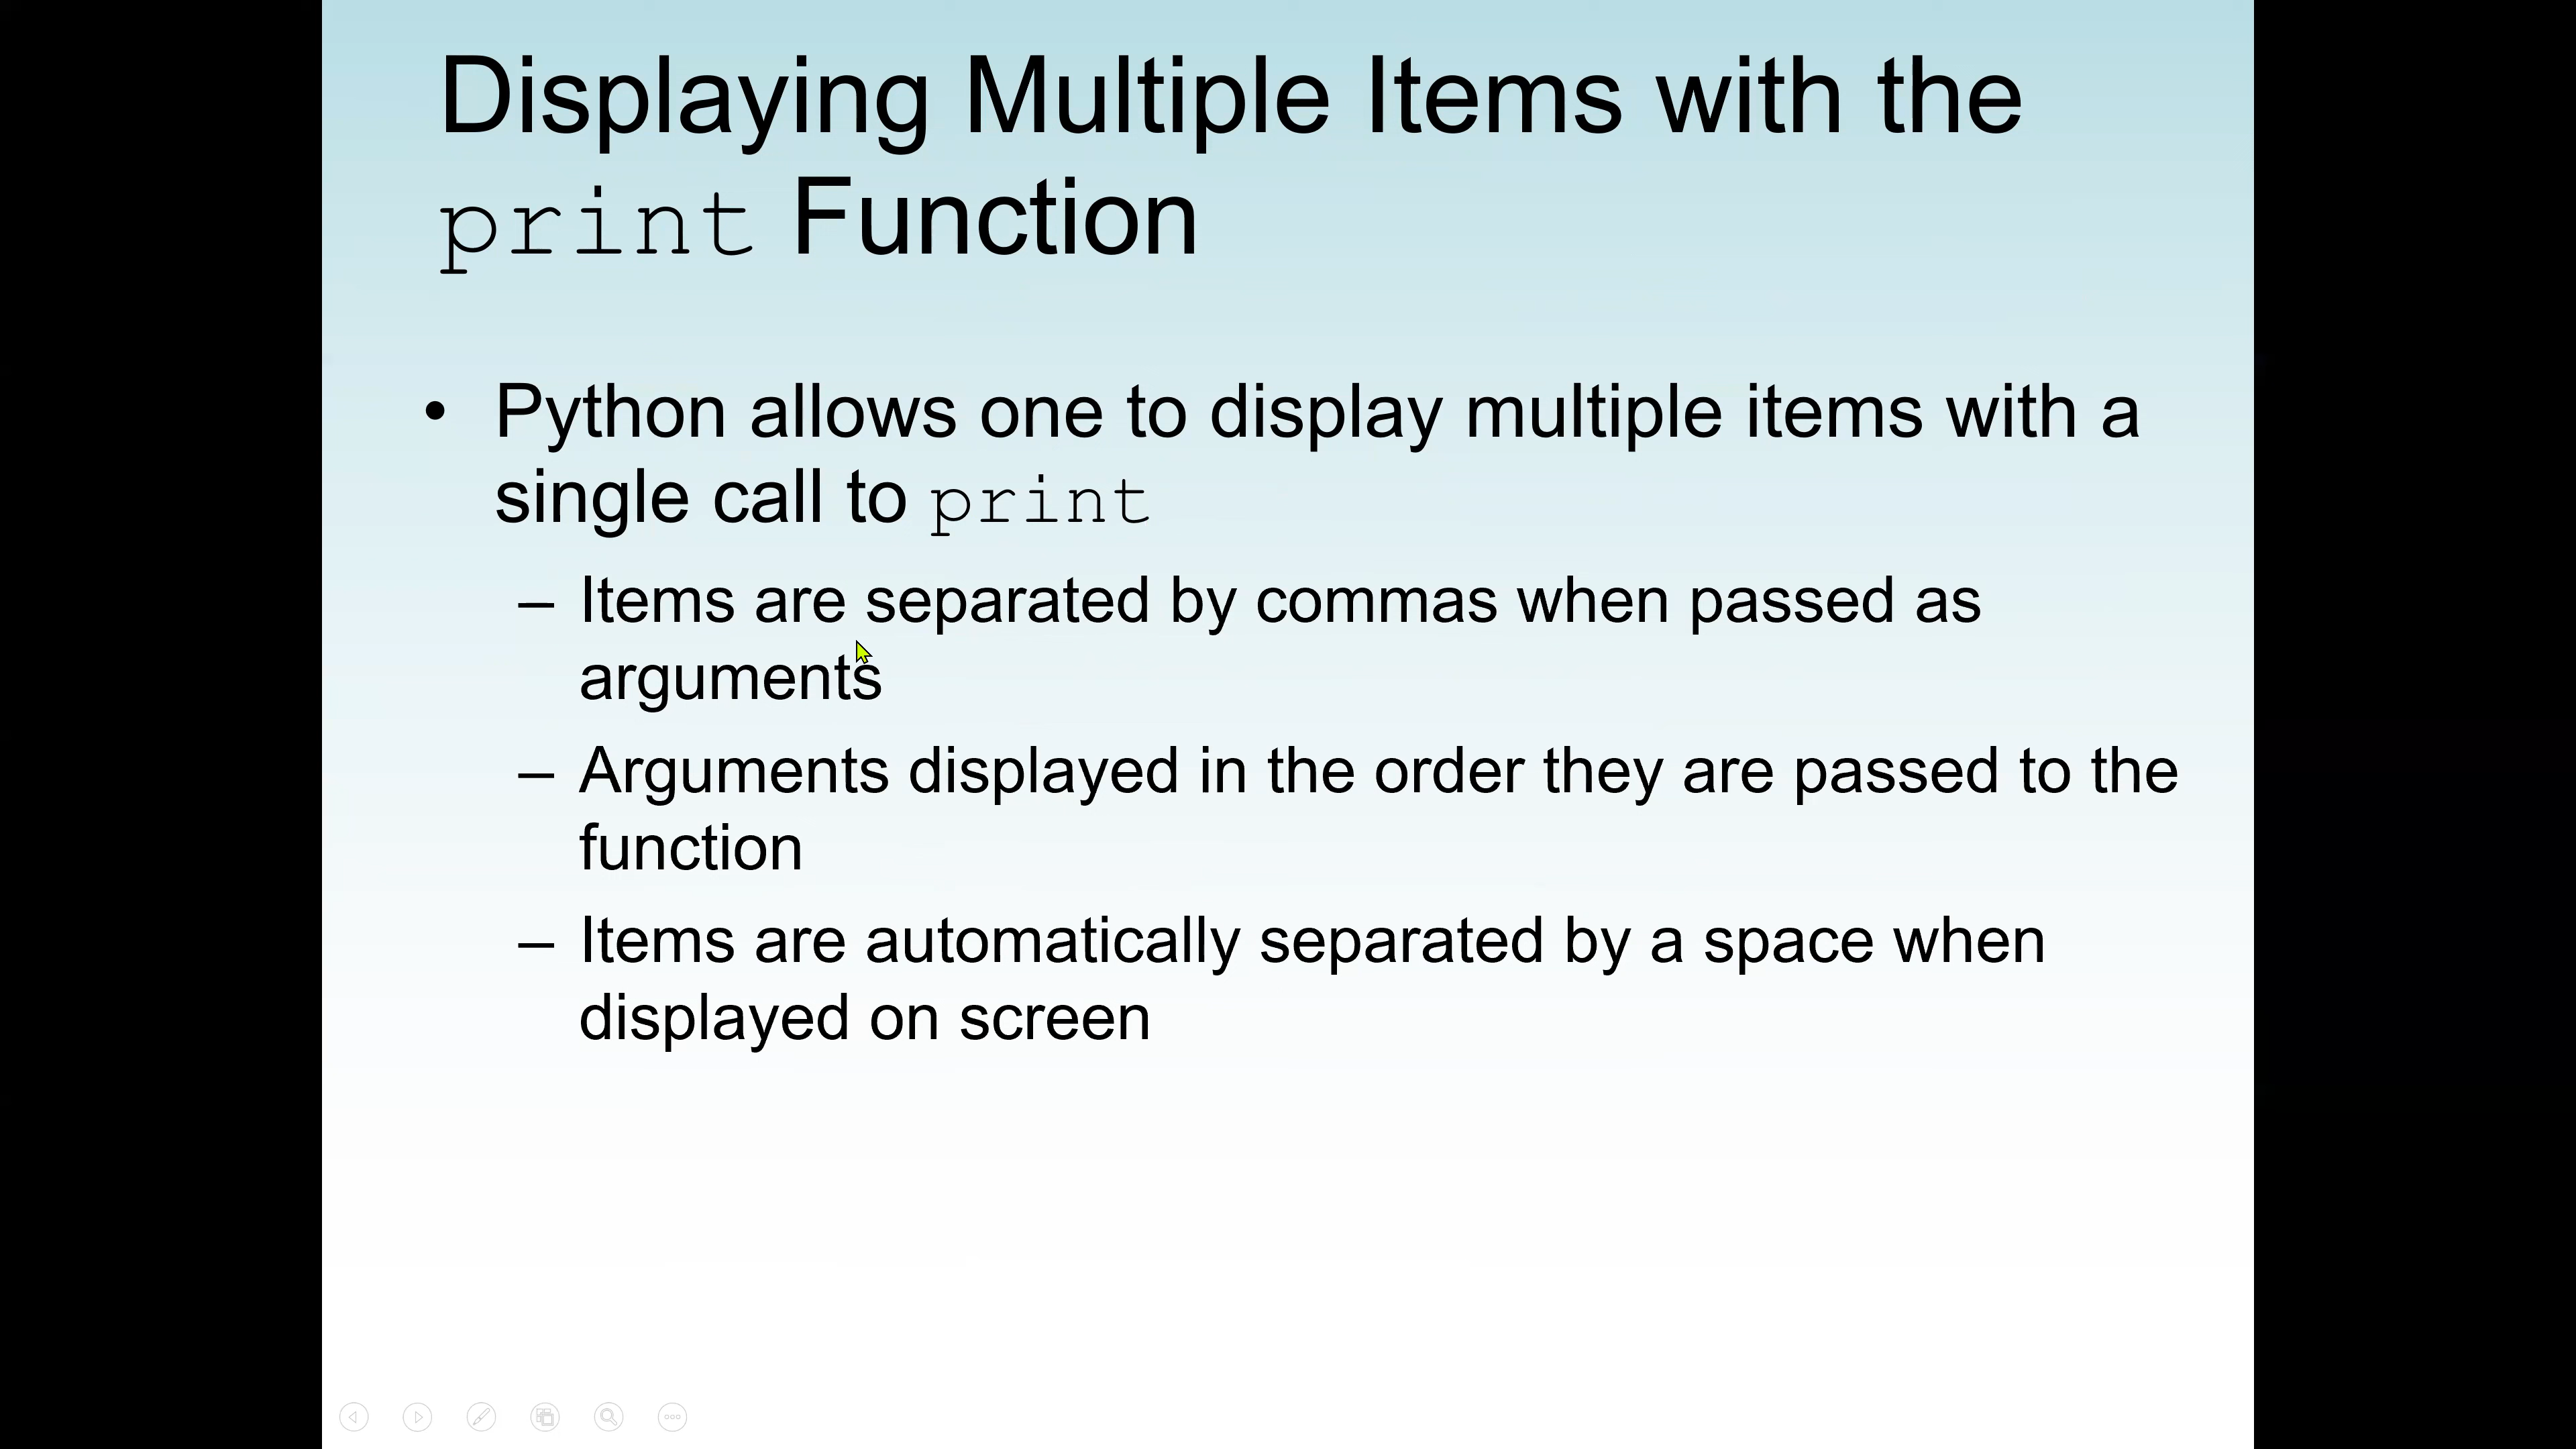 Displaying Multiple Items with the
print Function
• Python allows one to display multiple items with a
single call to print
– Items are separated by commas when passed as
arguments
– Arguments displayed in the order they are passed to the
function
– Items are automatically separated by a space when
displayed on screen